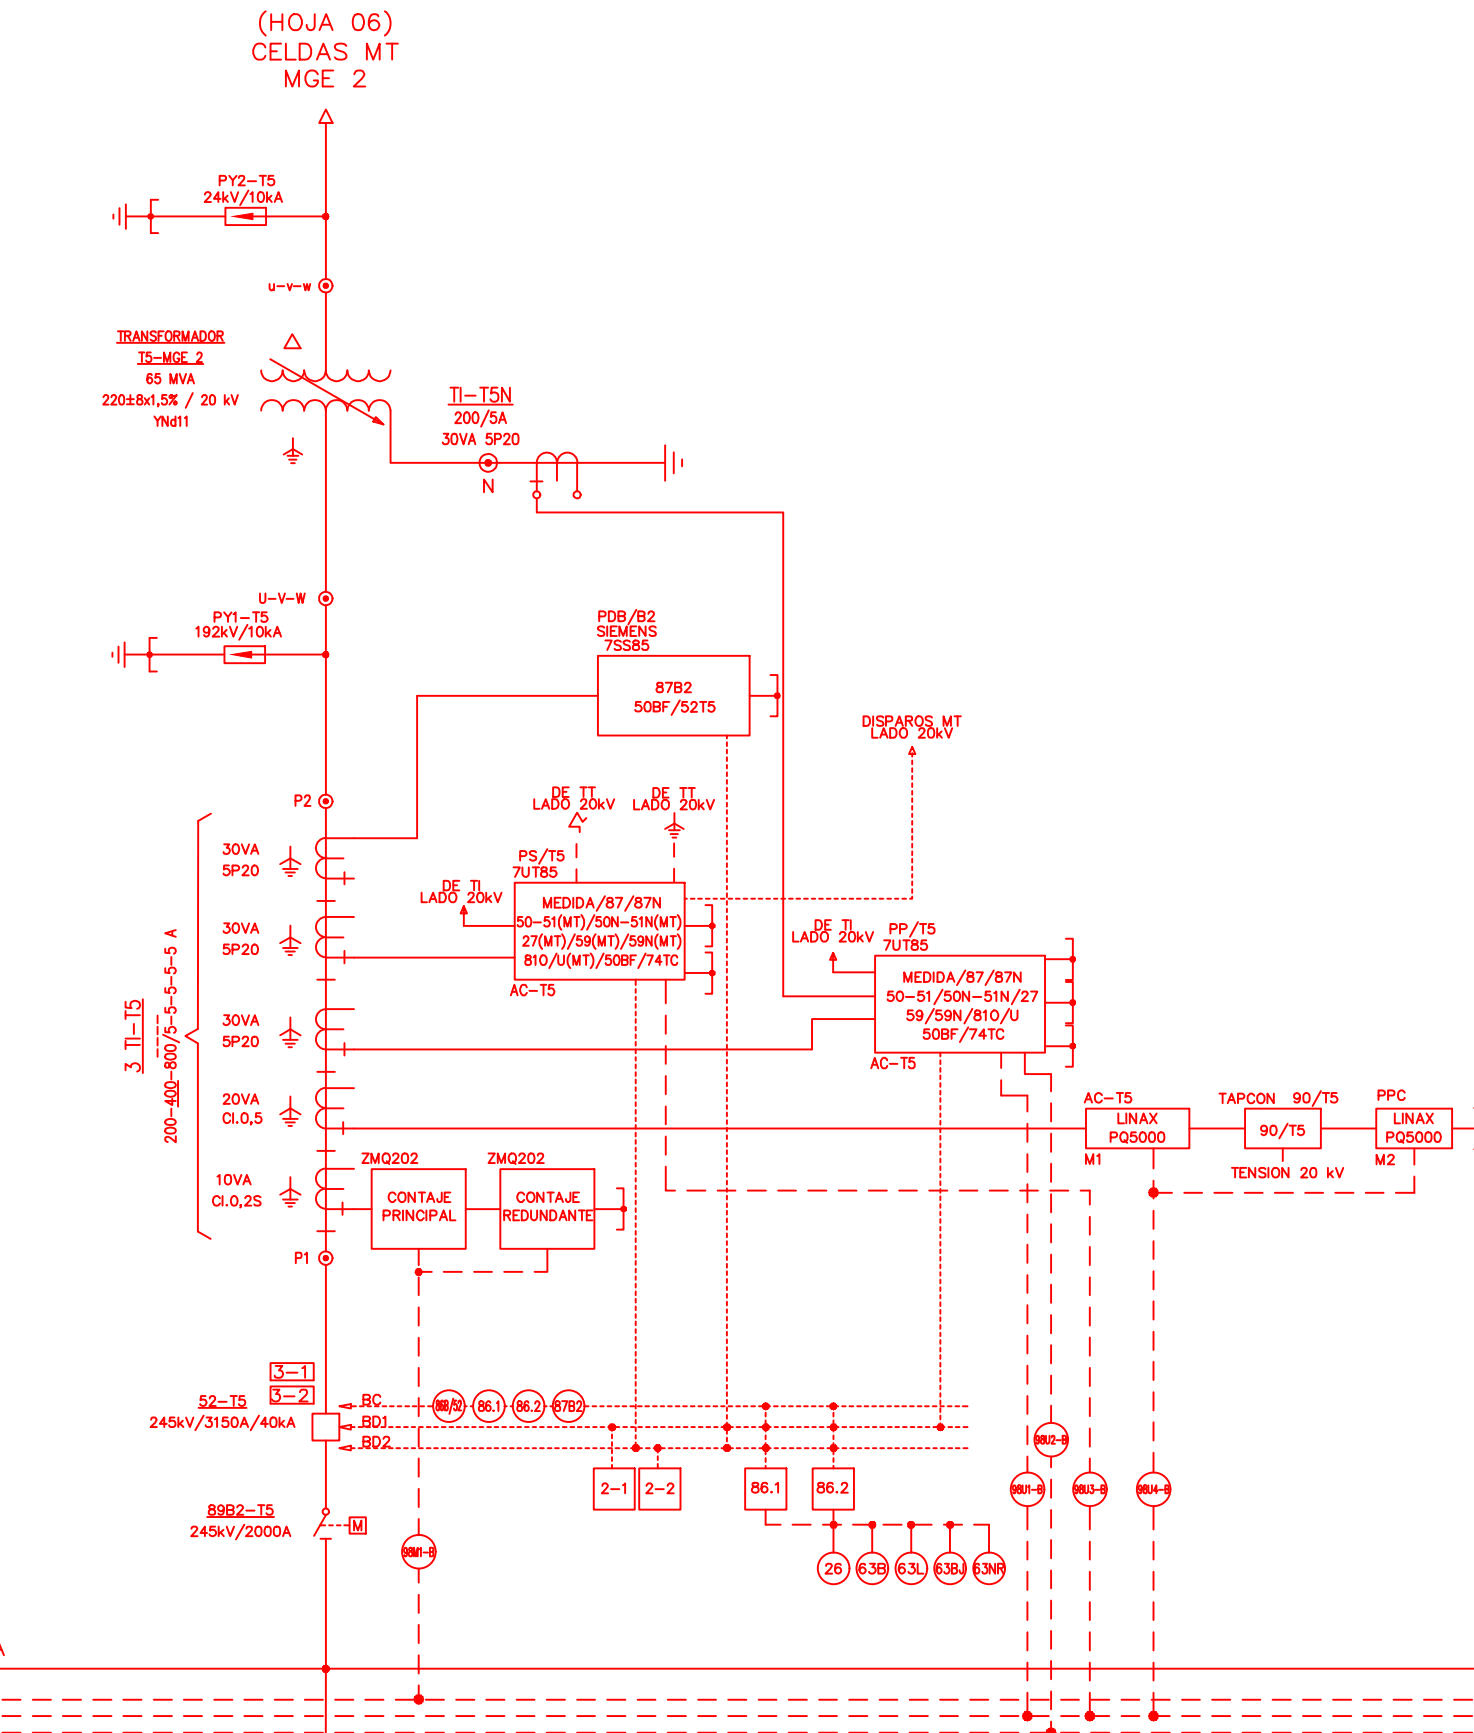 (HOJA 06)
CELDAS MT
MGE 2
PY2-T5
24kV/10kA
u-v-w
TRANSFORMADOR
T5-MGE 2
65 MVA
220±8x1,5% / 20 kV
YNd11
TI-T5N
200/5A
30VA 5P20
N
U-V-W
PY1-T5
192kV/10kA
PDB/B2
SIEMENS
7SS85
87B2
50BF/52T5
DISPAROS MT
LADO 20kV
P2
DE TT
LADO 20kV
DE TT
LADO 20kV
30VA
5P20
PS/T5
7UT85
DE TI
LADO 20kV
MEDIDA/87/87N
50-51(MT)/50N-51N(MT)
27(MT)/59(MT)/59N(MT)
81O/U(MT)/50BF/74TC
AC-T5
30VA
5P20
DE TI
LADO 20kV
PP/T5
7UT85
MEDIDA/87/87N
50-51/50N-51N/27
59/59N/81O/U
50BF/74TC
AC-T5
3 TI-T5
200-400-800/5-5-5-5-5 A
30VA
5P20
20VA
Cl.0,5
AC-T5
LINAX
PQ5000
M1
TAPCON 90/T5
90/T5
TENSION 20 kV
PPC
LINAX
PQ5000
M2
10VA
Cl.0,2S
ZMQ202
CONTAJE
PRINCIPAL
ZMQ202
CONTAJE
REDUNDANTE
P1
3-1
3-2
52-T5
245kV/3150A/40kA
BC
86.1
86.2
87B2
BD1
BD2
2-1
2-2
86.1
86.2
98U2-B
98U1-B
98U3-B
98U4-B
89B2-T5
245kV/2000A
M
98M1-B
26
63B
63L
63BJ
63NR
A